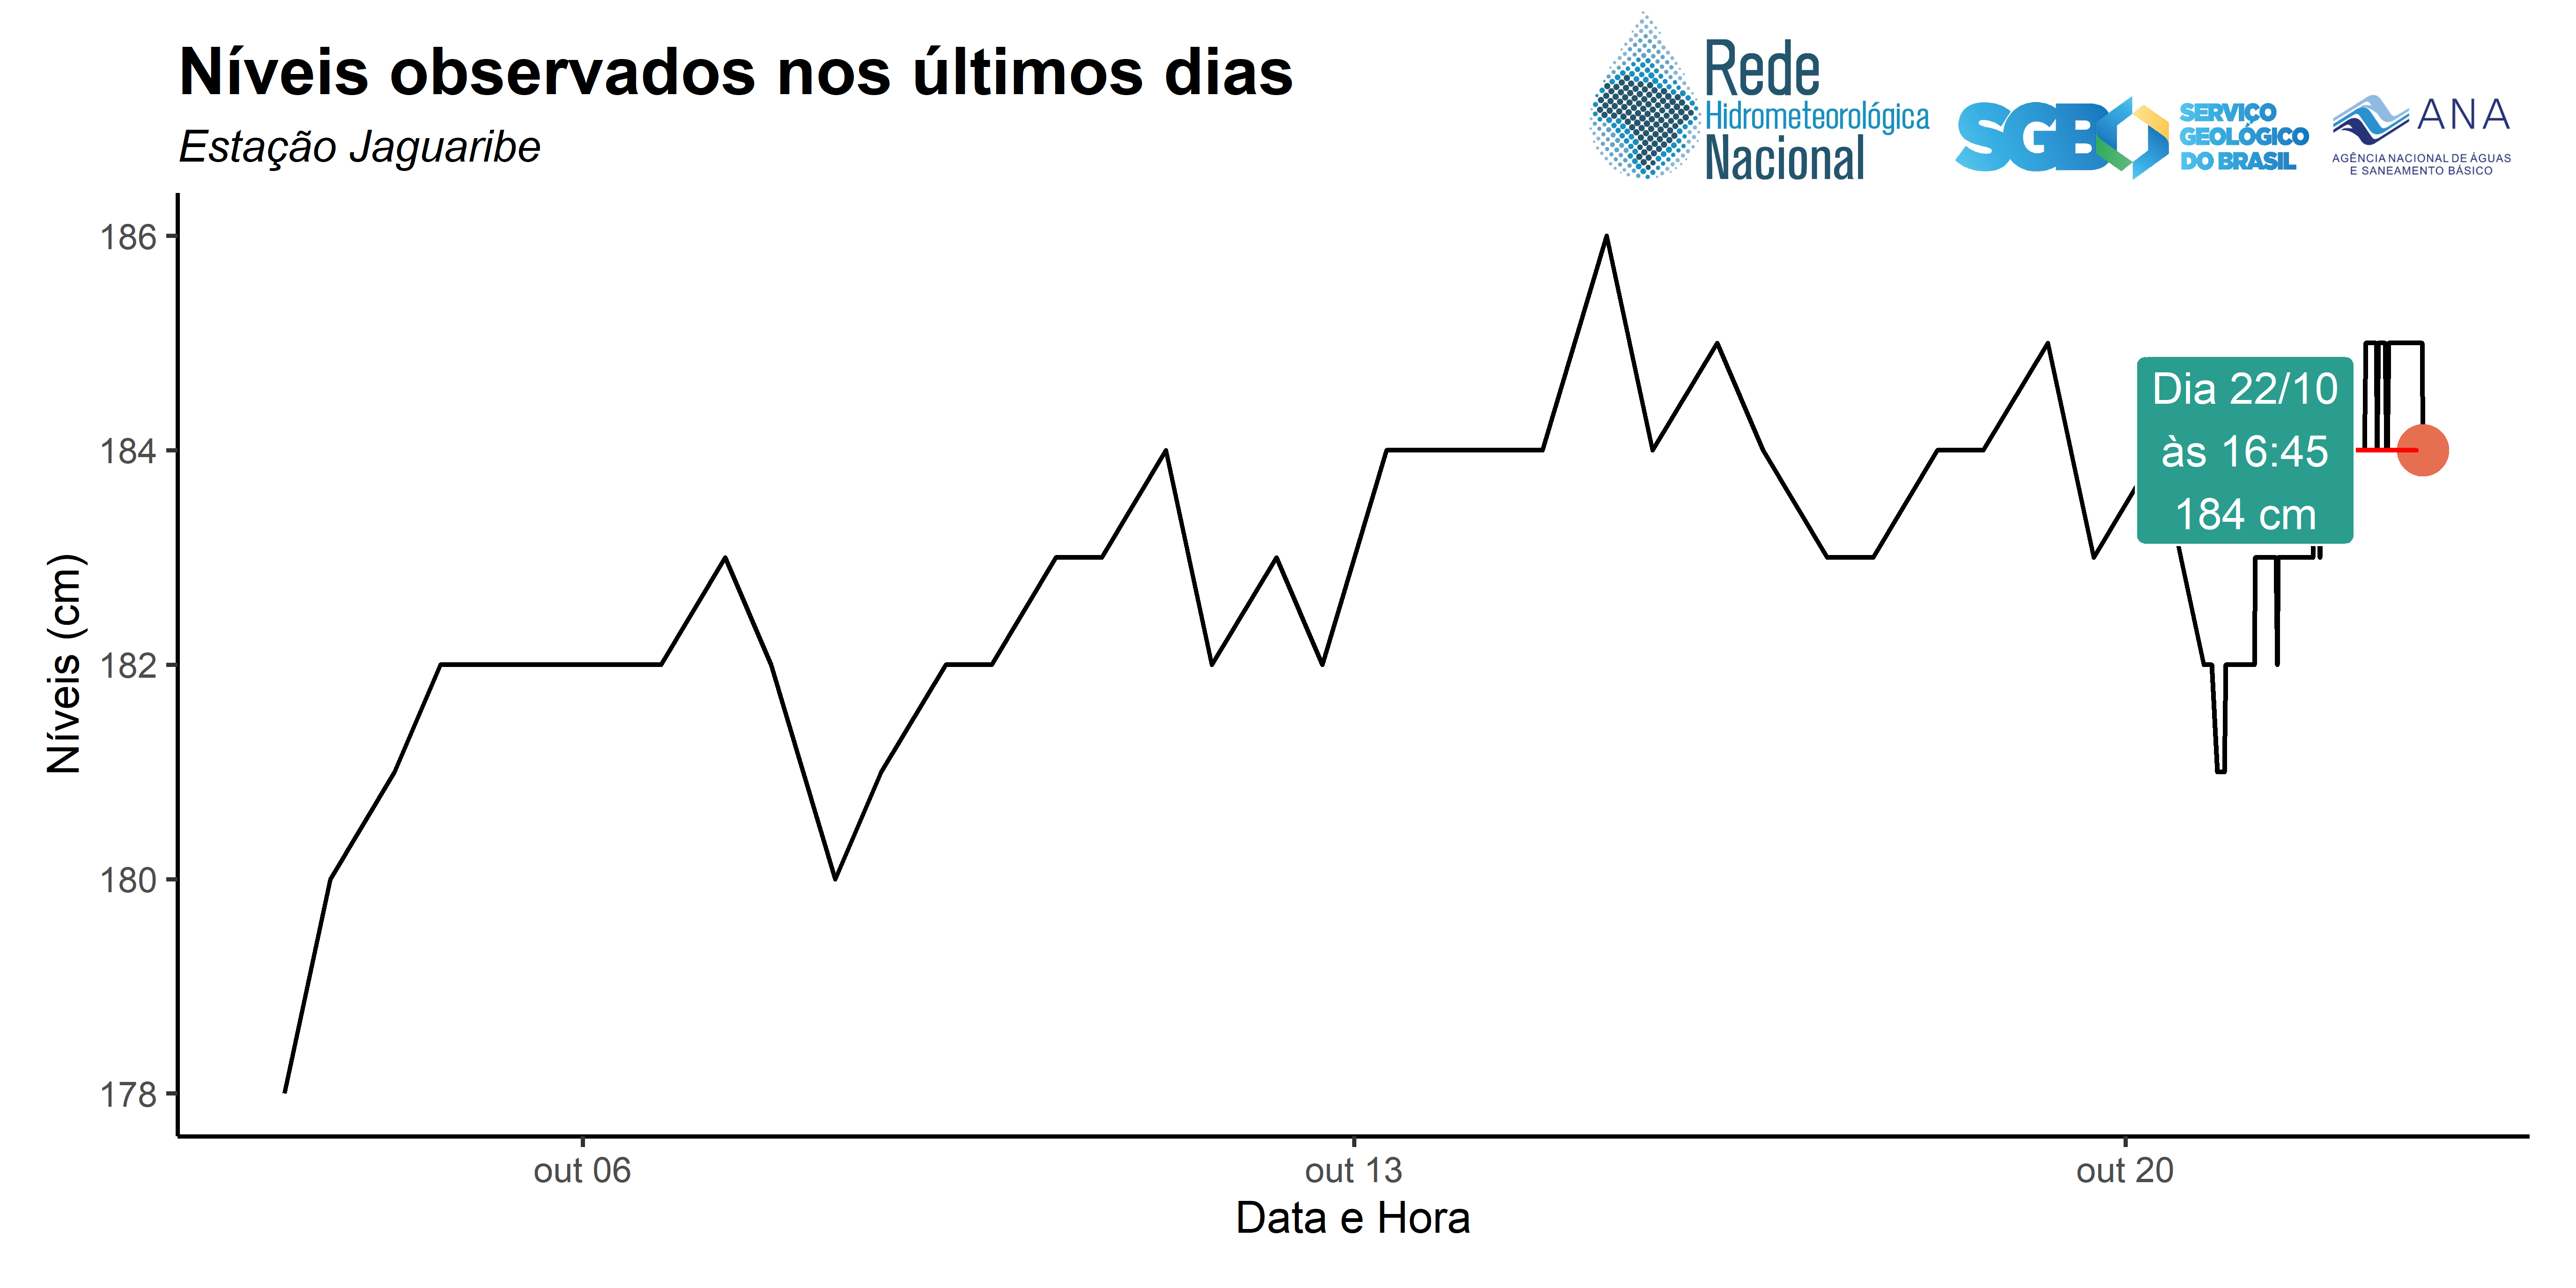 Níveis observados nos últimos dias
Estação Jaguaribe
Rede
Hidrometeorológica
Nacional
SGB
SERVIÇO
GEOLÓGICO
DO BRASIL
ANA
AGÊNCIA NACIONAL DE ÁGUAS
E SANEAMENTO BÁSICO
Níveis (cm)
186
184
182
180
178
Dia 22/10
às 16:45
184 cm
out 06
out 13
out 20
Data e Hora